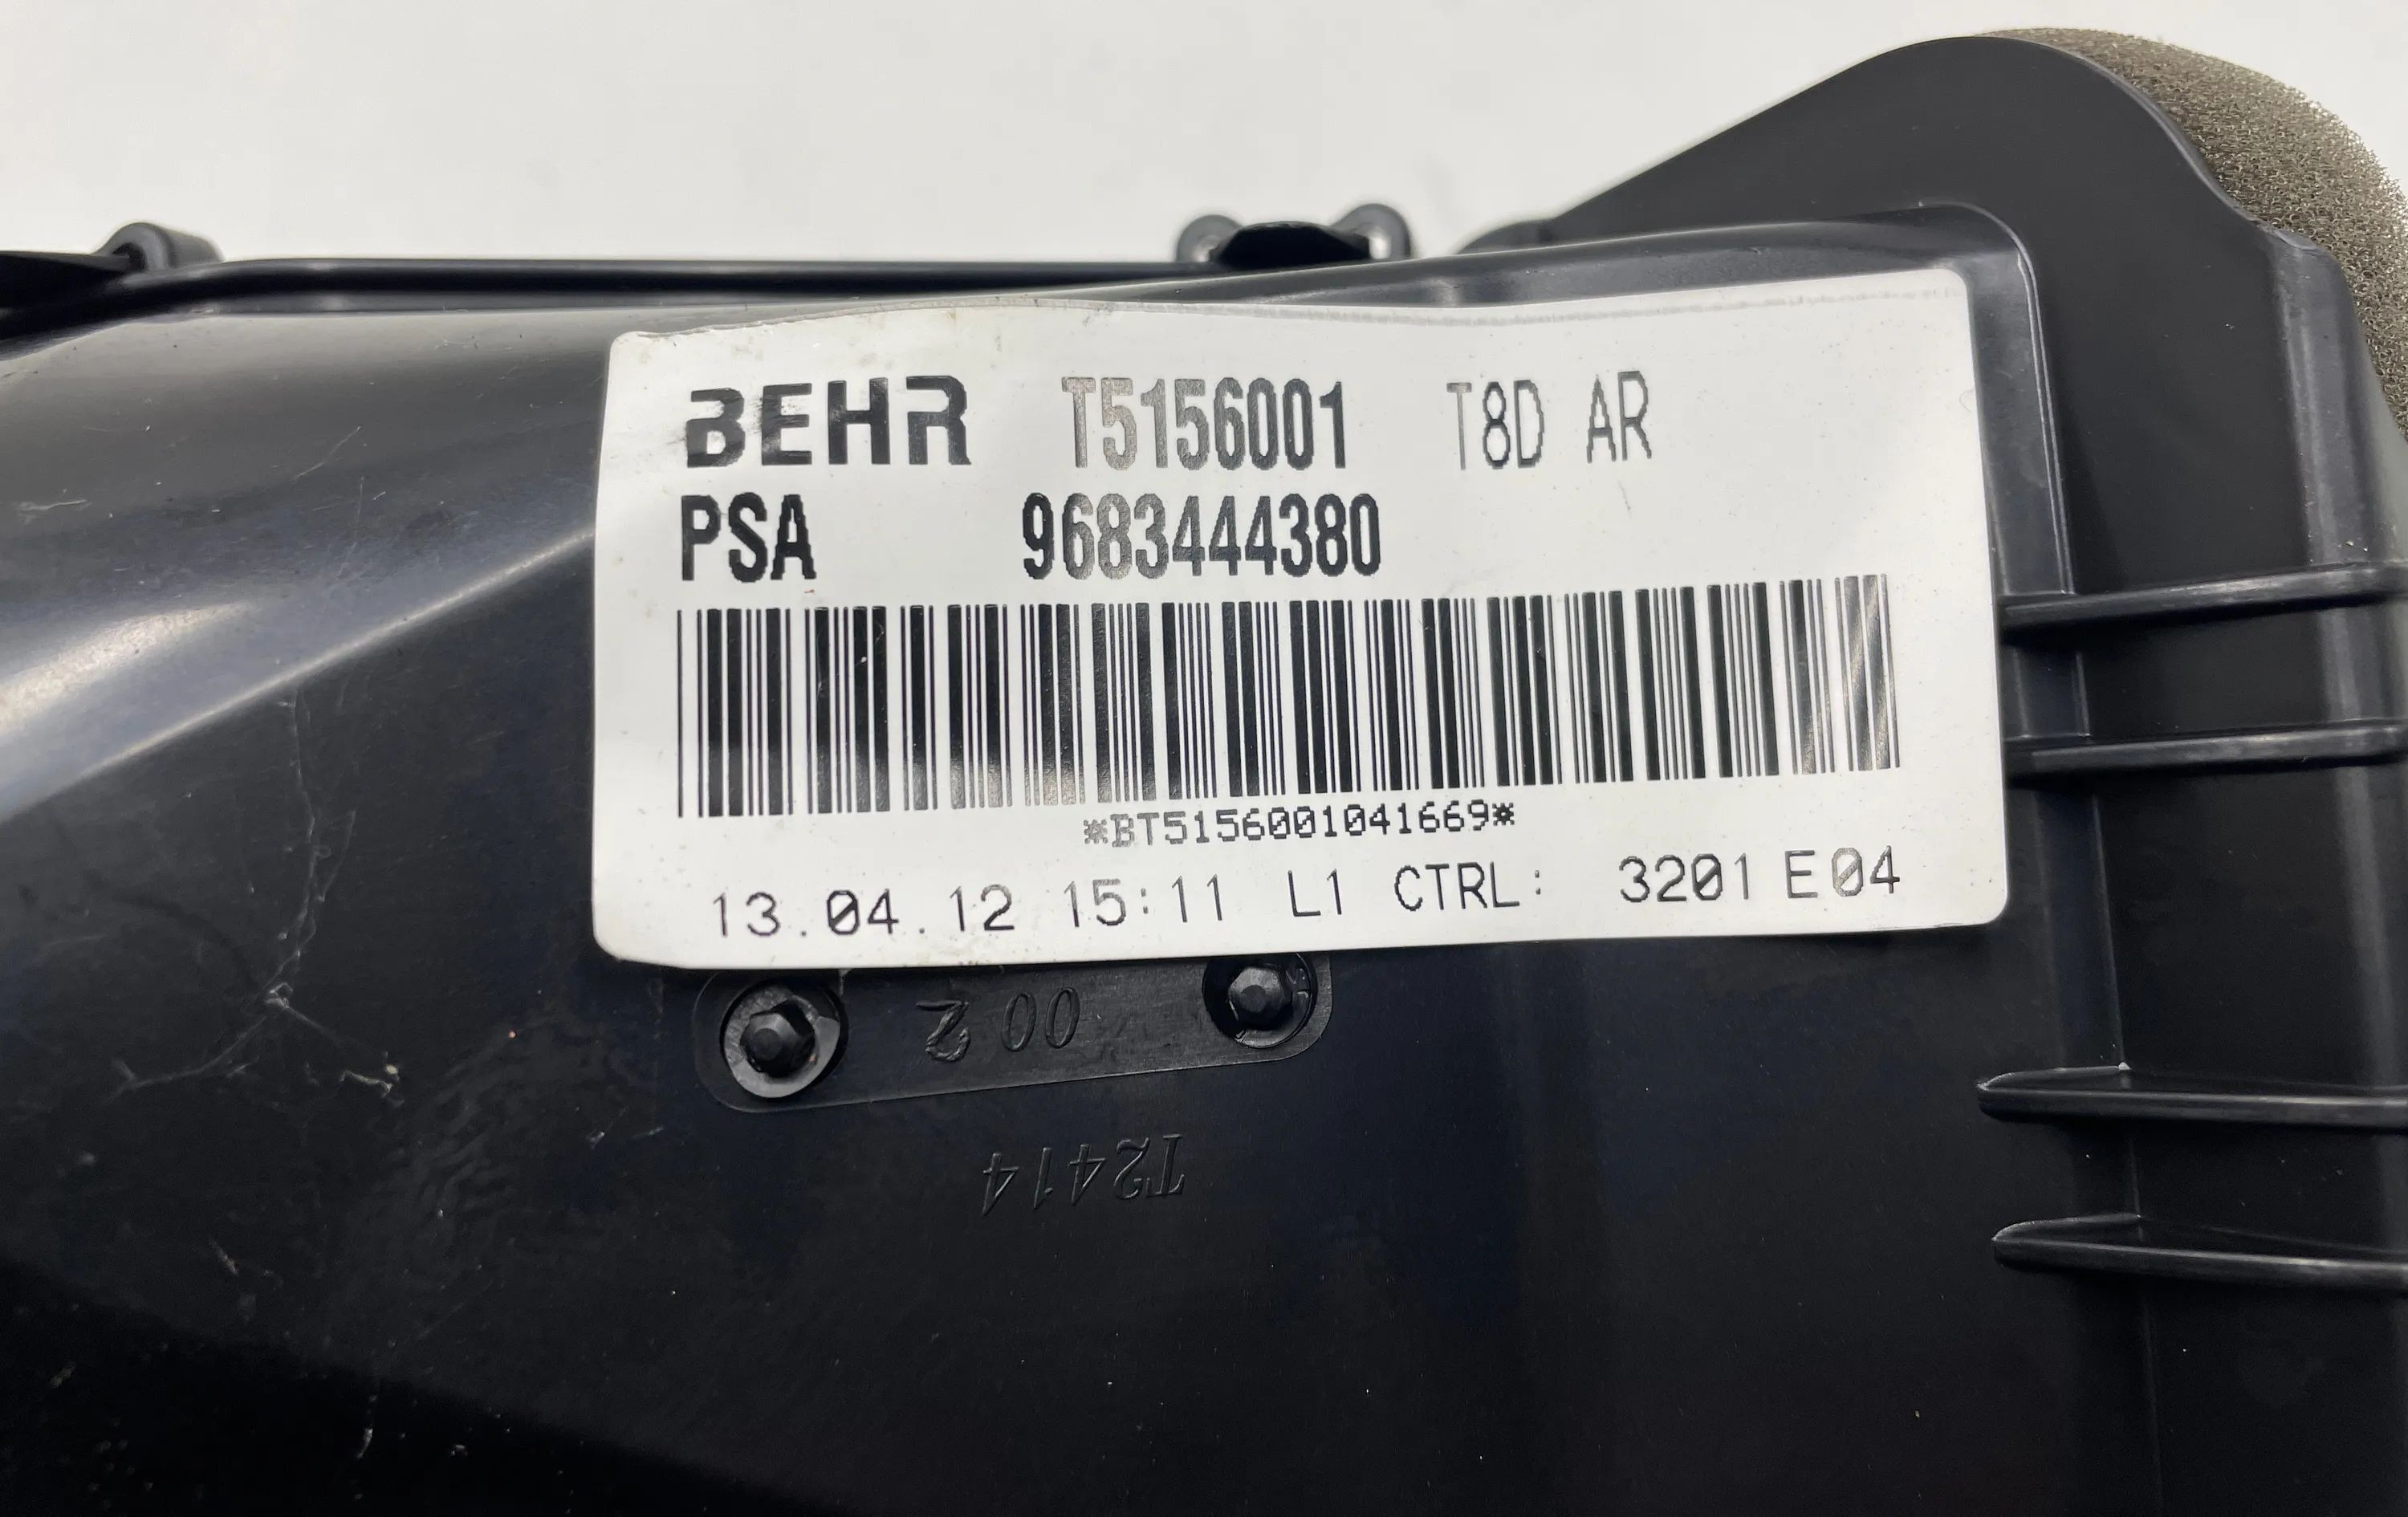 BEHR T5156001 T8D AR
PSA 9683444380
*BT5156001041669*
13.04.12 15:11 L1 CTRL: 3201 E04
00 2
T2414